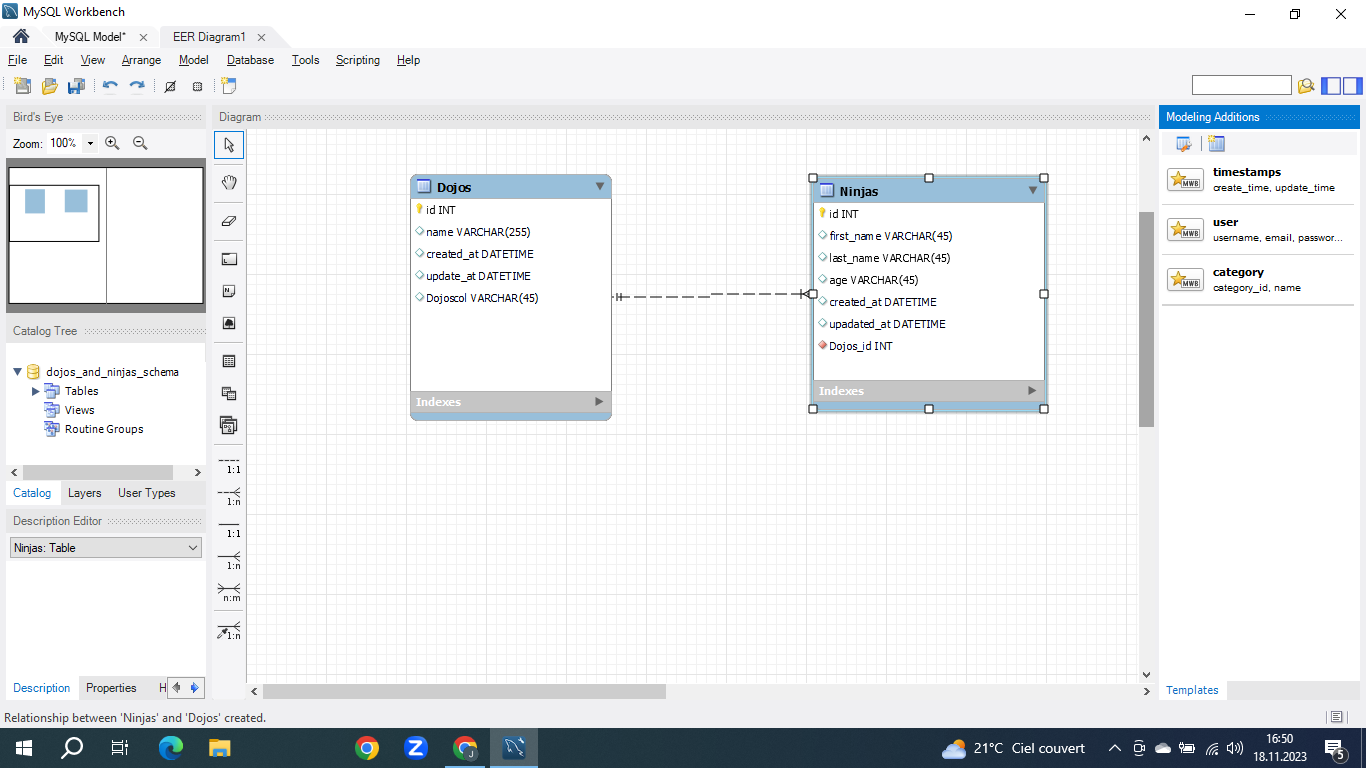 MySQL Workbench
MySQL Model*
EER Diagram1
File Edit View Arrange Model Database Tools Scripting Help
Bird's Eye
Zoom: 100%
Catalog Tree
dojos_and_ninjas_schema
Tables
Views
Routine Groups
Catalog Layers User Types
Description Editor
Ninjas: Table
Description Properties H
Diagram
1:1
1:n
1:1
1:n
n:m
1:n
Dojos
id INT
name VARCHAR(255)
created_at DATETIME
update_at DATETIME
Dojoscol VARCHAR(45)
Indexes
Ninjas
id INT
first_name VARCHAR(45)
last_name VARCHAR(45)
age VARCHAR(45)
created_at DATETIME
upadated_at DATETIME
Dojos_id INT
Indexes
Modeling Additions
MWB
timestamps
create_time, update_time
MWB
user
username, email, passwor...
MWB
category
category_id, name
Templates
Relationship between 'Ninjas' and 'Dojos' created.
Z
J
21°C Ciel couvert
16:50
18.11.2023
5